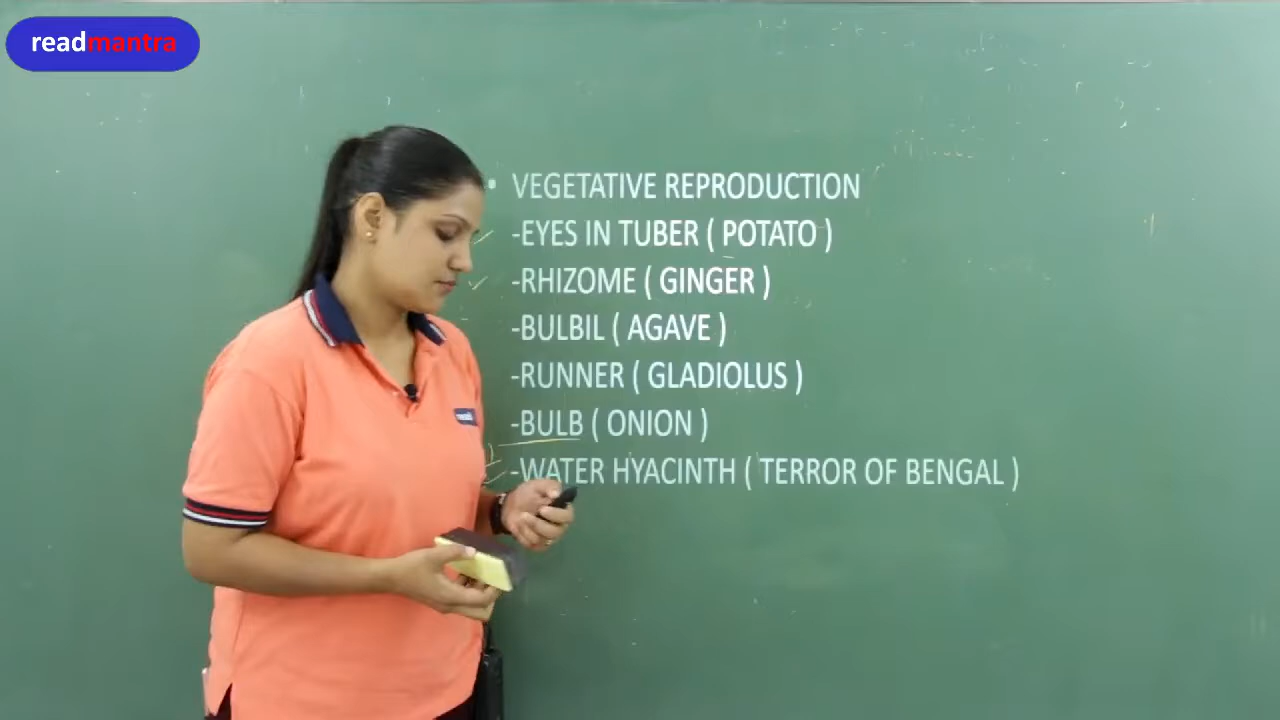 readmantra
• VEGETATIVE REPRODUCTION
-EYES IN TUBER ( POTATO )
-RHIZOME ( GINGER )
-BULBIL ( AGAVE )
-RUNNER ( GLADIOLUS )
-BULB ( ONION )
-WATER HYACINTH ( TERROR OF BENGAL )